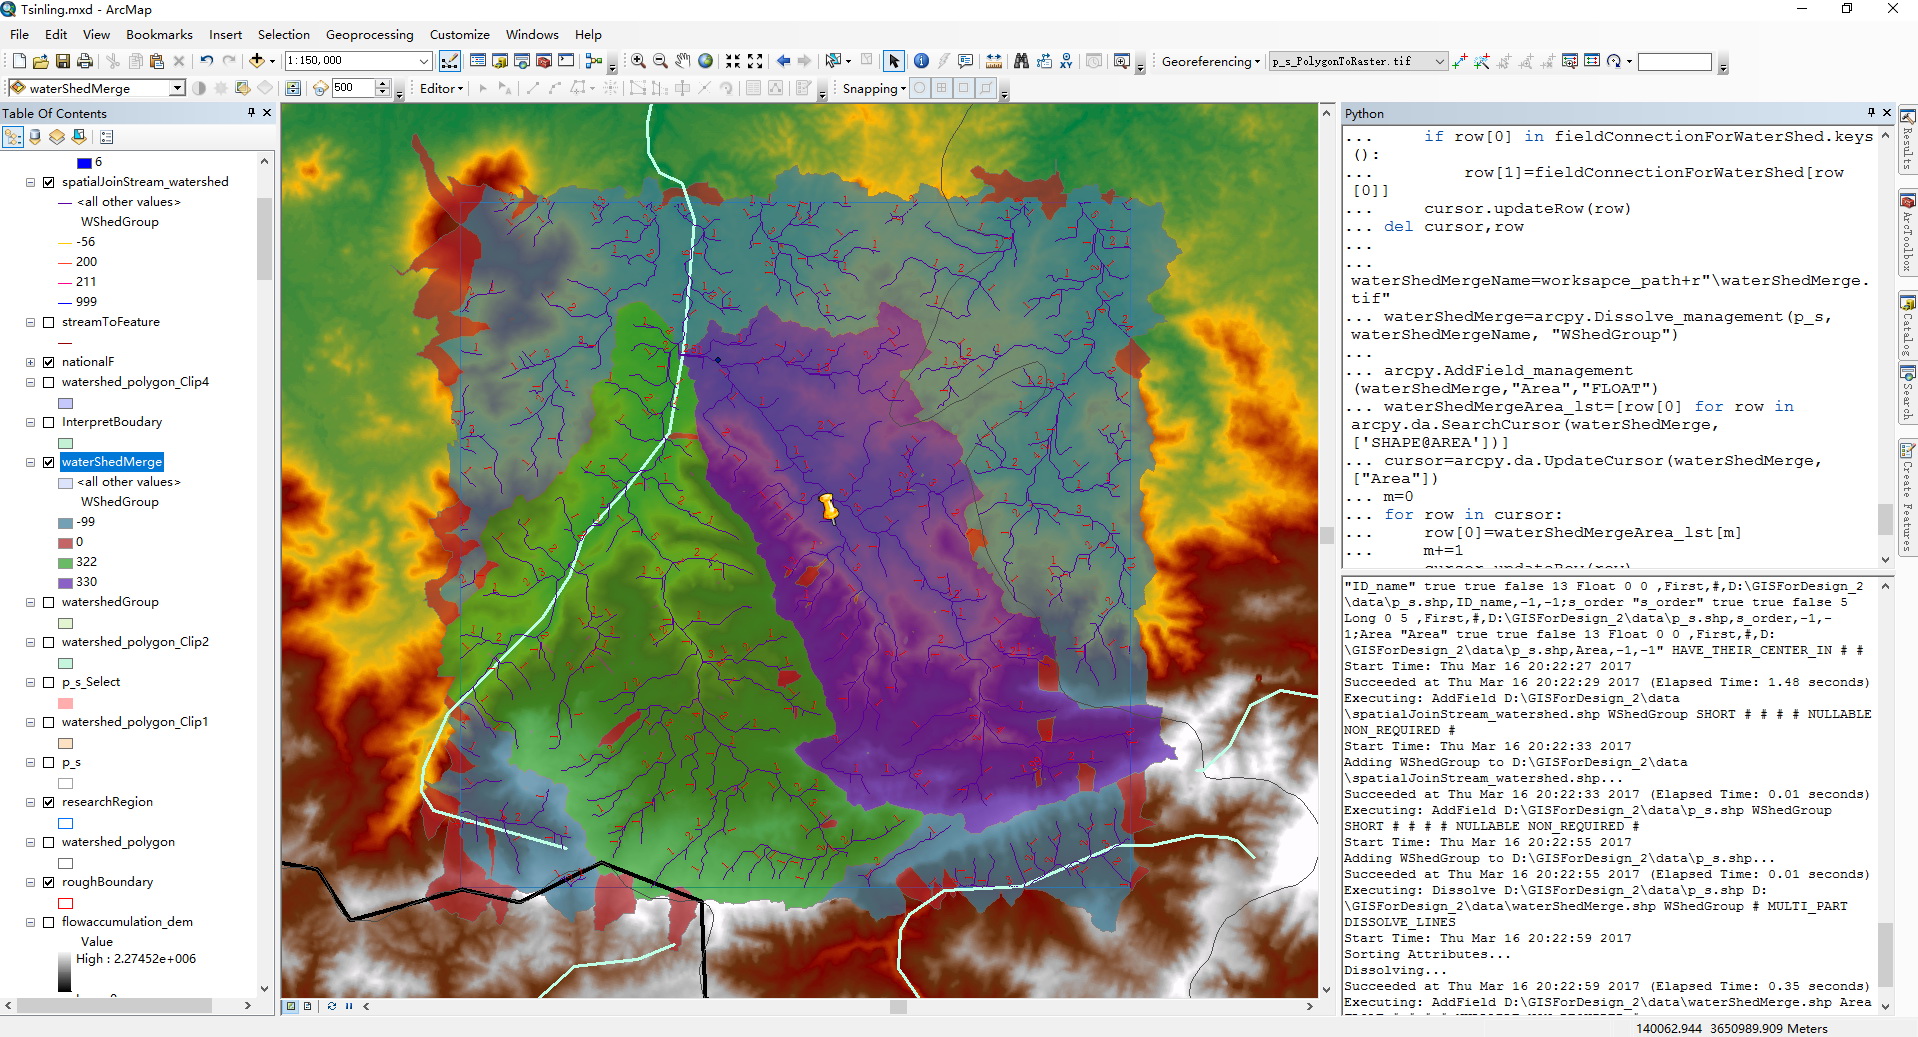 Tsinling.mxd - ArcMap
File Edit View Bookmarks Insert Selection Geoprocessing Customize Windows Help
1:150,000
Georeferencing
p_s_PolygonToRaster.tif
waterShedMerge
500
Editor
Snapping
Table Of Contents
6
spatialJoinStream_watershed
<all other values>
WShedGroup
-56
200
211
999
streamToFeature
nationalF
watershed_polygon_Clip4
InterpretBoudary
waterShedMerge
<all other values>
WShedGroup
-99
0
322
330
watershedGroup
watershed_polygon_Clip2
p_s_Select
watershed_polygon_Clip1
p_s
researchRegion
watershed_polygon
roughBoundary
flowaccumulation_dem
Value
High : 2.27452e+006
Python
... if row[0] in fieldConnectionForWaterShed.keys
():
... row[1]=fieldConnectionForWaterShed[row
[0]]
... cursor.updateRow(row)
... del cursor,row
...
...
waterShedMergeName=worksapce_path+r"\waterShedMerge.
tif"
... waterShedMerge=arcpy.Dissolve_management(p_s,
waterShedMergeName, "WShedGroup")
...
... arcpy.AddField_management
(waterShedMerge,"Area","FLOAT")
... waterShedMergeArea_lst=[row[0] for row in
arcpy.da.SearchCursor(waterShedMerge,
['SHAPE@AREA'])]
... cursor=arcpy.da.UpdateCursor(waterShedMerge,
["Area"])
... m=0
... for row in cursor:
... row[0]=waterShedMergeArea_lst[m]
... m+=1
"ID_name" true true false 13 Float 0 0 ,First,#,D:\GISForDesign_2
\data\p_s.shp,ID_name,-1,-1;s_order "s_order" true true false 5
Long 0 5 ,First,#,D:\GISForDesign_2\data\p_s.shp,s_order,-1,-
1;Area "Area" true true false 13 Float 0 0 ,First,#,D:
\GISForDesign_2\data\p_s.shp,Area,-1,-1" HAVE_THEIR_CENTER_IN # #
Start Time: Thu Mar 16 20:22:27 2017
Succeeded at Thu Mar 16 20:22:29 2017 (Elapsed Time: 1.48 seconds)
Executing: AddField D:\GISForDesign_2\data
\spatialJoinStream_watershed.shp WShedGroup SHORT # # # # NULLABLE
NON_REQUIRED #
Start Time: Thu Mar 16 20:22:33 2017
Adding WShedGroup to D:\GISForDesign_2\data
\spatialJoinStream_watershed.shp...
Succeeded at Thu Mar 16 20:22:33 2017 (Elapsed Time: 0.01 seconds)
Executing: AddField D:\GISForDesign_2\data\p_s.shp WShedGroup
SHORT # # # # NULLABLE NON_REQUIRED #
Start Time: Thu Mar 16 20:22:55 2017
Adding WShedGroup to D:\GISForDesign_2\data\p_s.shp...
Succeeded at Thu Mar 16 20:22:55 2017 (Elapsed Time: 0.01 seconds)
Executing: Dissolve D:\GISForDesign_2\data\p_s.shp D:
\GISForDesign_2\data\waterShedMerge.shp WShedGroup # MULTI_PART
DISSOLVE_LINES
Start Time: Thu Mar 16 20:22:59 2017
Sorting Attributes...
Dissolving...
Succeeded at Thu Mar 16 20:22:59 2017 (Elapsed Time: 0.35 seconds)
Executing: AddField D:\GISForDesign_2\data\waterShedMerge.shp Area
Results
ArcToolbox
Catalog
Search
Create Features
140062.944 3650989.909 Meters